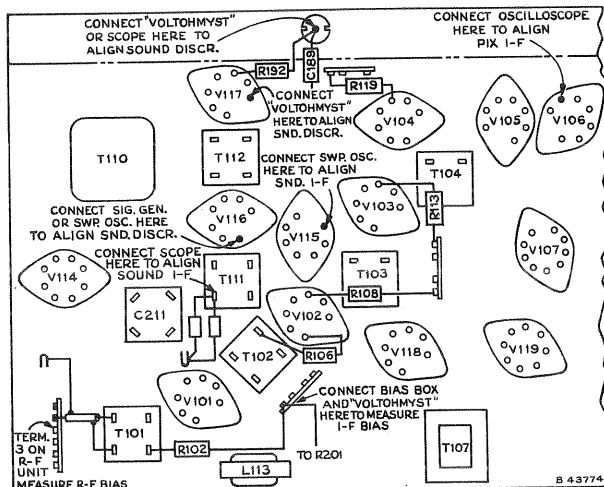 CONNECT "VOLTOHMYST"
OR SCOPE HERE TO
ALIGN SOUND DISCR.
CONNECT OSCILLOSCOPE
HERE TO ALIGN
PIX I-F
R192
C189
R119
V117
CONNECT
"VOLTOHMYST"
HERE TO ALIGN
SND. DISCR.
V104
V105
V106
T110
T112
CONNECT SWP. OSC.
HERE TO ALIGN
SND. I-F
T104
V103
R113
CONNECT SIG. GEN.
OR SWP. OSC. HERE
TO ALIGN SND. DISCR.
V116
V115
V107
CONNECT SCOPE
HERE TO ALIGN
SOUND I-F
V114
T111
T103
R108
C211
V102
T102
R106
V118
V119
V101
CONNECT BIAS BOX
AND "VOLTOHMYST"
HERE TO MEASURE
I-F BIAS
TERM.
3 ON
R-F
UNIT
MEASURE R-F BIAS
T101
R102
TO R201
L113
T107
B 43774